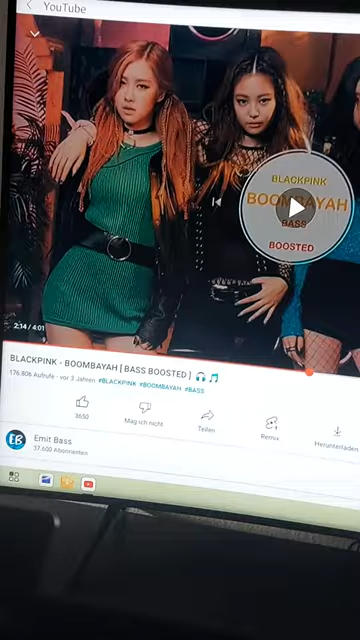 YouTube
BLACKPINK
BOOMBAYAH
BASS
BOOSTED
2:14 / 4:01
BLACKPINK - BOOMBAYAH [ BASS BOOSTED ] 🎧 🎵
176.806 Aufrufe · vor 3 Jahren #BLACKPINK #BOOMBAYAH #BASS
3650
Mag ich nicht
Teilen
Remix
Herunterladen
EB
Emit Bass
37.600 Abonnenten